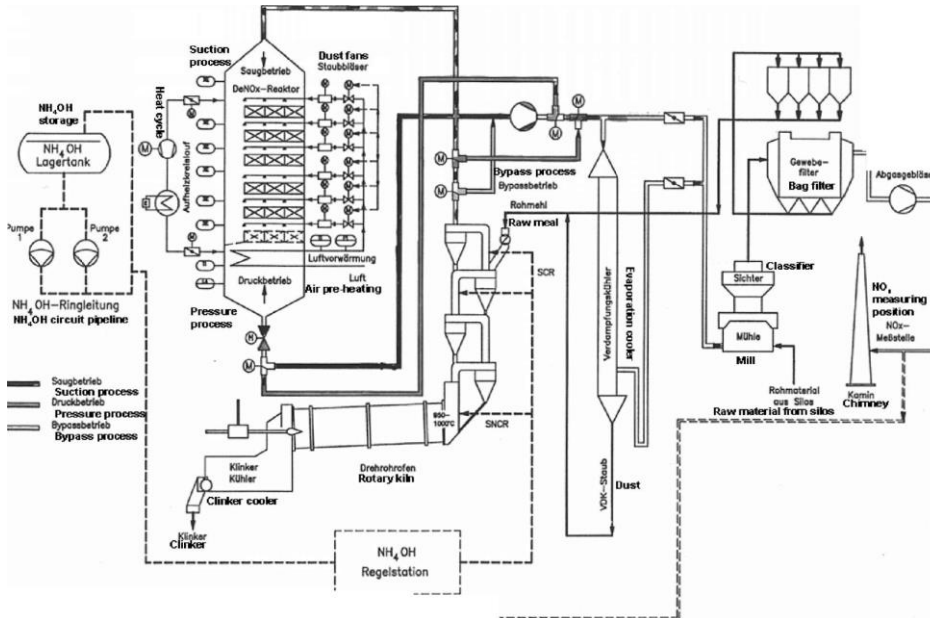 Suction
process
Saugbetrieb
DeNOx-Reaktor
Dust fans
Staubbläser
NH4OH
storage
NH4OH
Lagertank
Heat cycle
Aufheizkreislauf
Pumpe
1
Pumpe
2
NH4OH-Ringleitung
NH4OH circuit pipeline
Luftvorwärmung
Luft
Air pre-heating
Druckbetrieb
Pressure
process
M
M
M
M
M
M
M
Bypass process
Bypassbetrieb
Rohmehl
Raw meal
SCR
SNCR
Verdampfungskühler
Evaporation cooler
VDK-Staub
Dust
Gewebe-
filter
Bag filter
Abgasgebläse
Classifier
Sichter
Mühle
Mill
Rohmaterial
aus Silos
Raw material from silos
NOx
measuring
position
NOx-
Meßstelle
Kamin
Chimney
Saugbetrieb
Suction process
Druckbetrieb
Pressure process
Bypassbetrieb
Bypass process
850-
1000°C
Klinker
Kühler
Clinker cooler
Drehrohrofen
Rotary kiln
Klinker
Clinker
NH4OH
Regelstation